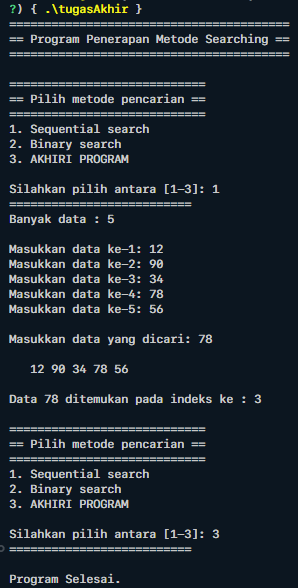 ?) { .\tugasAkhir }
========================================
== Program Penerapan Metode Searching ==
========================================
============================
== Pilih metode pencarian ==
============================
1. Sequential search
2. Binary search
3. AKHIRI PROGRAM
Silahkan pilih antara [1-3]: 1
==========================
Banyak data : 5
Masukkan data ke-1: 12
Masukkan data ke-2: 90
Masukkan data ke-3: 34
Masukkan data ke-4: 78
Masukkan data ke-5: 56
Masukkan data yang dicari: 78
12 90 34 78 56
Data 78 ditemukan pada indeks ke : 3
============================
== Pilih metode pencarian ==
============================
1. Sequential search
2. Binary search
3. AKHIRI PROGRAM
Silahkan pilih antara [1-3]: 3
==========================
Program Selesai.